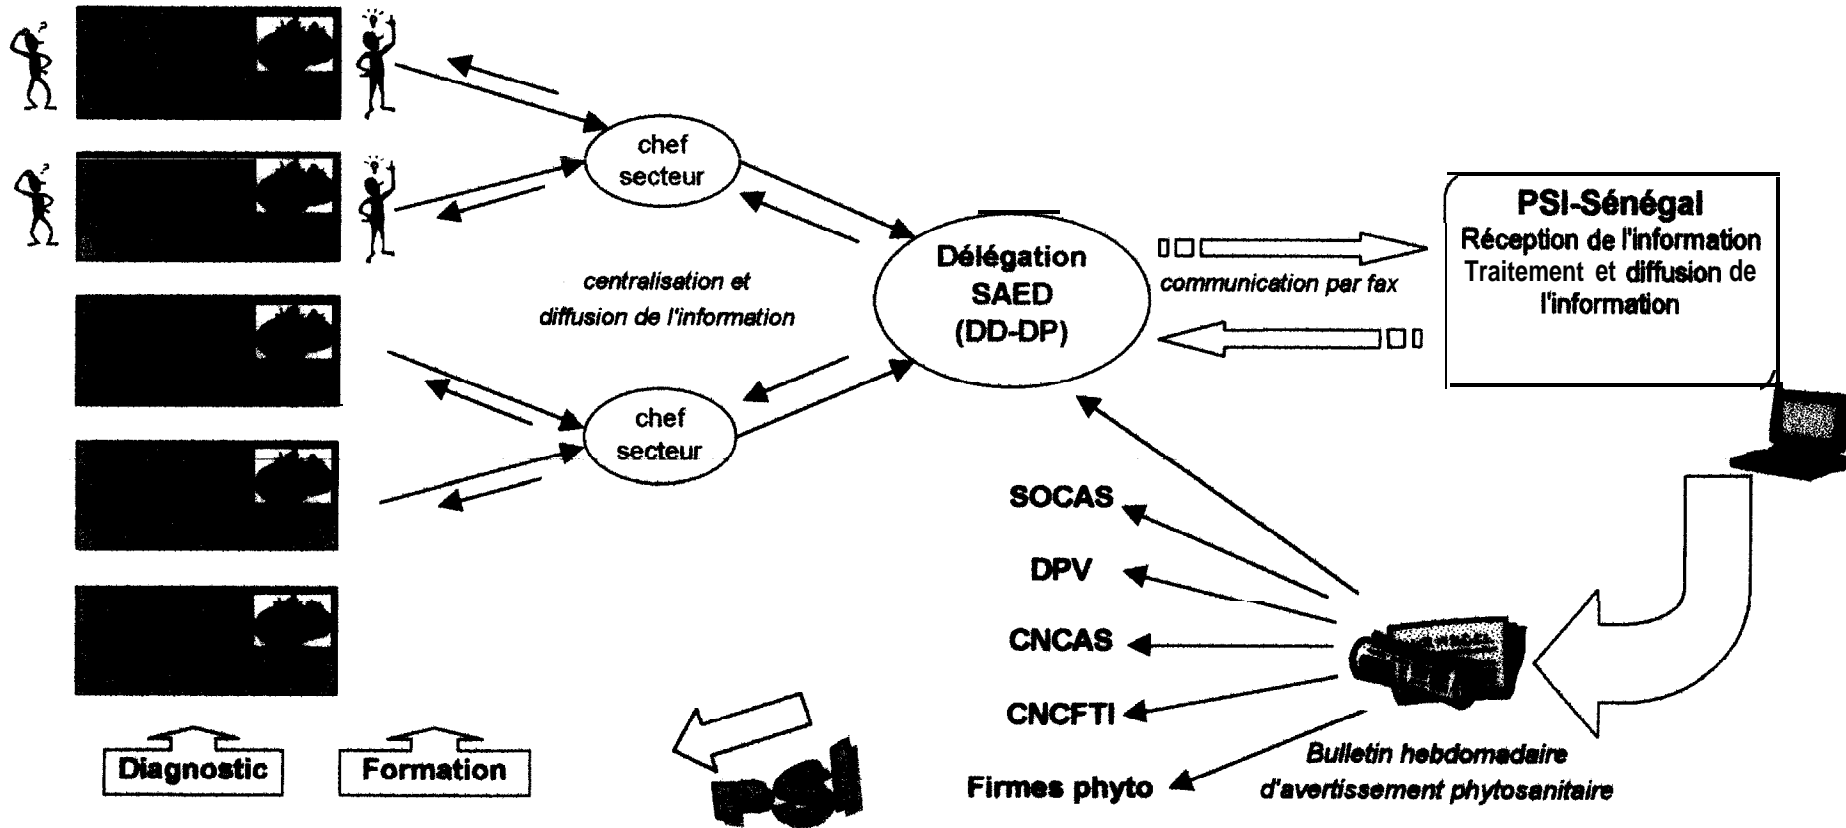 chef
secteur
centralisation et
diffusion de l'information
chef
secteur
Délégation
SAED
(DD-DP)
communication par fax
PSI-Sénégal
Réception de l'information
Traitement et diffusion de
l'information
SOCAS
DPV
CNCAS
CNCFTI
Firmes phyto
Bulletin hebdomadaire
d'avertissement phytosanitaire
Diagnostic
Formation